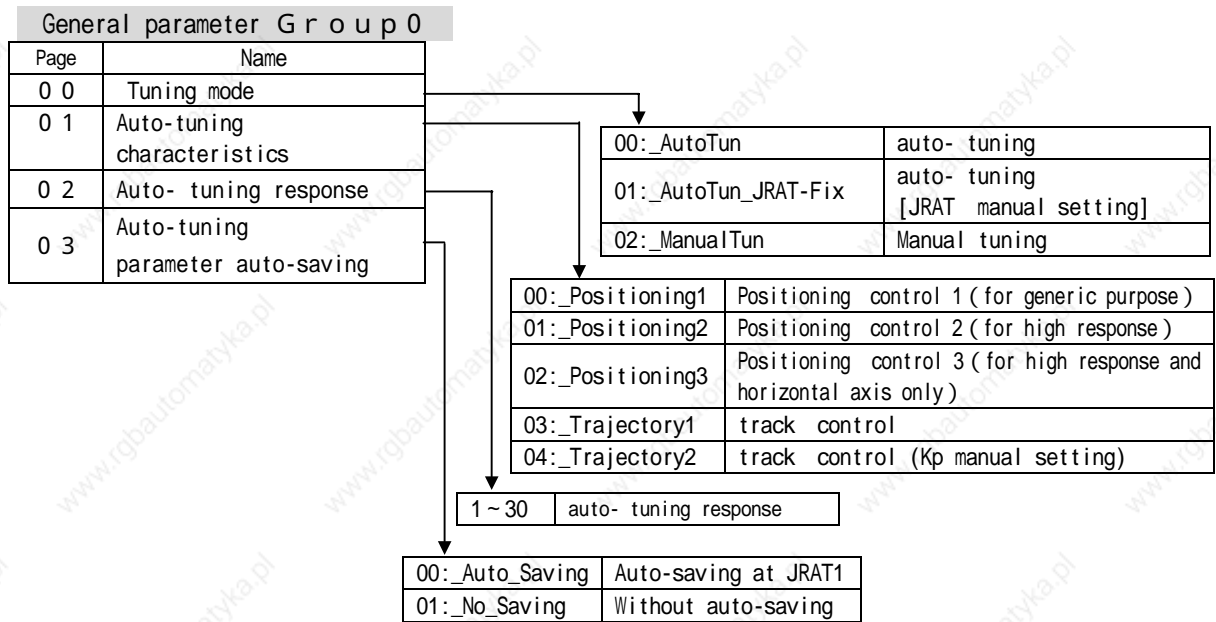 General parameter Group0
Page Name
00 Tuning mode
01 Auto-tuning
characteristics
02 Auto- tuning response
03 Auto-tuning
parameter auto-saving
00:_AutoTun auto- tuning
01:_AutoTun_JRAT-Fix auto- tuning
[JRAT manual setting]
02:_ManualTun Manual tuning
00:_Positioning1 Positioning control 1(for generic purpose)
01:_Positioning2 Positioning control 2(for high response)
02:_Positioning3 Positioning control 3(for high response and
horizontal axis only)
03:_Trajectory1 track control
04:_Trajectory2 track control (Kp manual setting)
1~30 auto- tuning response
00:_Auto_Saving Auto-saving at JRAT1
01:_No_Saving Without auto-saving
www.rgbautomatyka.pl